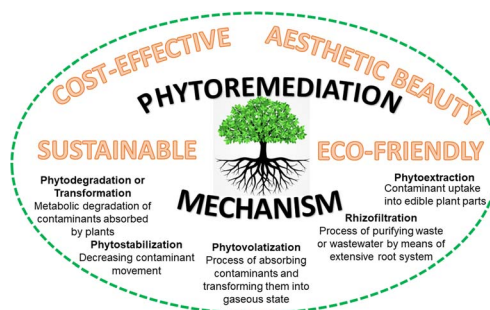 COST-EFFECTIVE
AESTHETIC BEAUTY
PHYTOREMEDIATION
SUSTAINABLE
ECO-FRIENDLY
MECHANISM
Phytodegradation or
Transformation
Metabolic degradation of
contaminants absorbed
by plants
Phytostabilization
Decreasing contaminant
movement
Phytovolatization
Process of absorbing
contaminants and
transforming them into
gaseous state
Phytoextraction
Contaminant uptake
into edible plant parts
Rhizofiltration
Process of purifying waste
or wastewater by means of
extensive root system